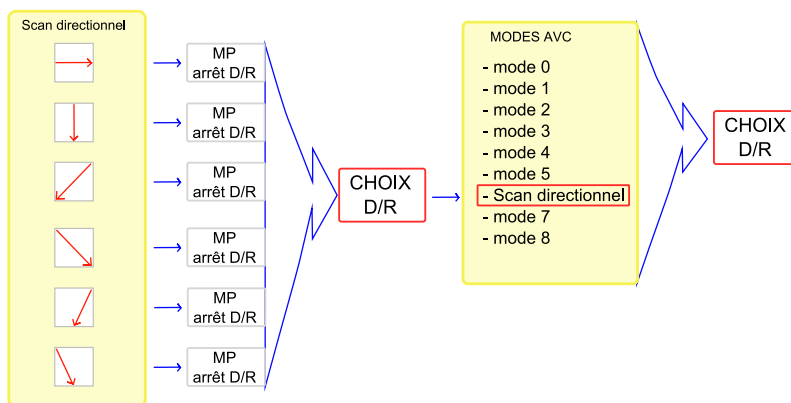 Scan directionnel
MP
arrêt D/R
MP
arrêt D/R
MP
arrêt D/R
MP
arrêt D/R
MP
arrêt D/R
MP
arrêt D/R
CHOIX
D/R
MODES AVC
- mode 0
- mode 1
- mode 2
- mode 3
- mode 4
- mode 5
- Scan directionnel
- mode 7
- mode 8
CHOIX
D/R